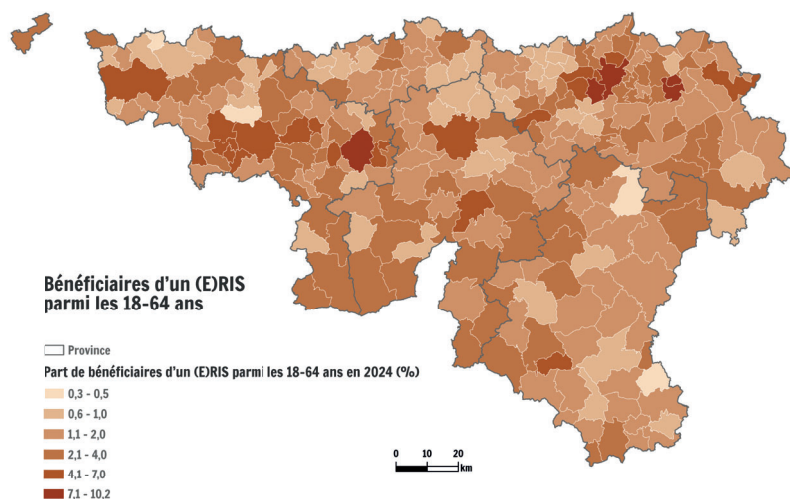 Bénéficiaires d'un (E)RIS
parmi les 18-64 ans
Province
Part de bénéficiaires d'un (E)RIS parmi les 18-64 ans en 2024 (%)
0,3 - 0,5
0,6 - 1,0
1,1 - 2,0
2,1 - 4,0
4,1 - 7,0
7,1 - 10,2
0 10 20
km